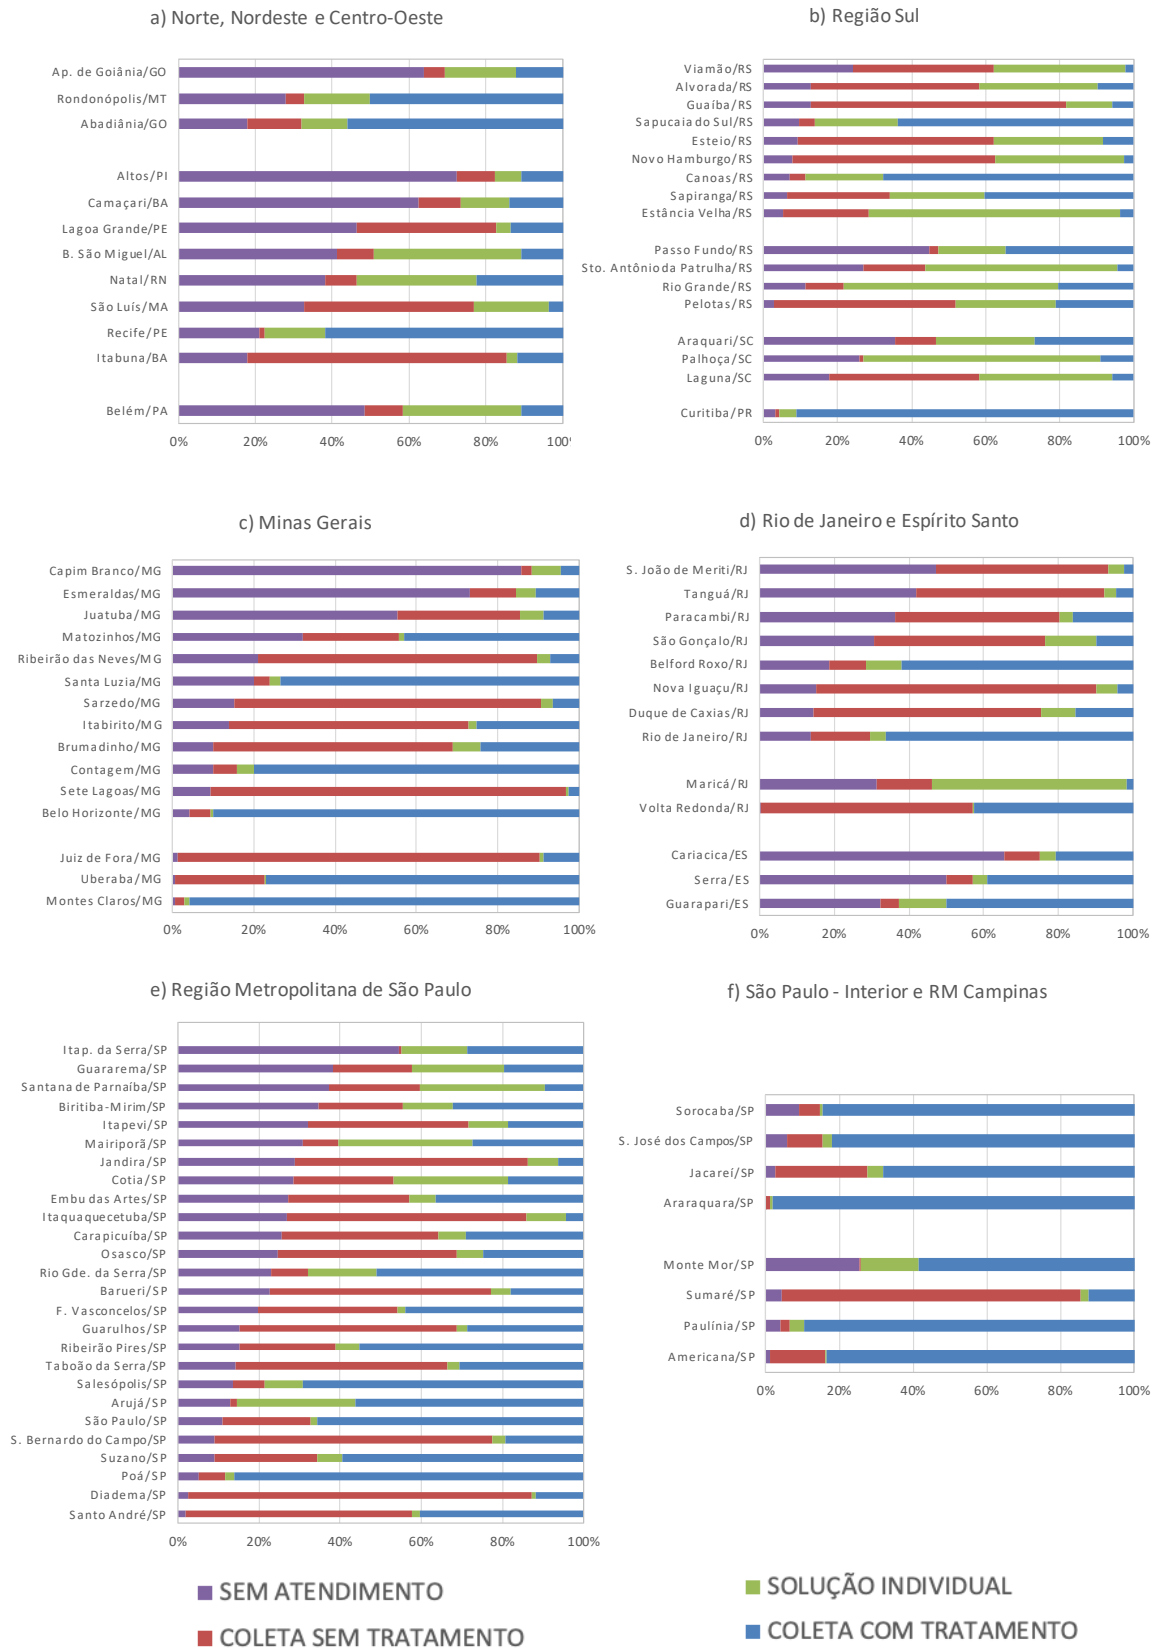 a) Norte, Nordeste e Centro-Oeste
Ap. de Goiânia/GO
Rondonópolis/MT
Abadiânia/GO
Altos/PI
Camaçari/BA
Lagoa Grande/PE
B. São Miguel/AL
Natal/RN
São Luís/MA
Recife/PE
Itabuna/BA
Belém/PA
0% 20% 40% 60% 80% 100%
b) Região Sul
Viamão/RS
Alvorada/RS
Guaíba/RS
Sapucaia do Sul/RS
Esteio/RS
Novo Hamburgo/RS
Canoas/RS
Sapiranga/RS
Estância Velha/RS
Passo Fundo/RS
Sto. Antônio da Patrulha/RS
Rio Grande/RS
Pelotas/RS
Araquari/SC
Palhoça/SC
Laguna/SC
Curitiba/PR
0% 20% 40% 60% 80% 100%
c) Minas Gerais
Capim Branco/MG
Esmeraldas/MG
Juatuba/MG
Matozinhos/MG
Ribeirão das Neves/MG
Santa Luzia/MG
Sarzedo/MG
Itabirito/MG
Brumadinho/MG
Contagem/MG
Sete Lagoas/MG
Belo Horizonte/MG
Juiz de Fora/MG
Uberaba/MG
Montes Claros/MG
0% 20% 40% 60% 80% 100%
d) Rio de Janeiro e Espírito Santo
S. João de Meriti/RJ
Tanguá/RJ
Paracambi/RJ
São Gonçalo/RJ
Belford Roxo/RJ
Nova Iguaçu/RJ
Duque de Caxias/RJ
Rio de Janeiro/RJ
Maricá/RJ
Volta Redonda/RJ
Cariacica/ES
Serra/ES
Guarapari/ES
0% 20% 40% 60% 80% 100%
e) Região Metropolitana de São Paulo
Itap. da Serra/SP
Guararema/SP
Santana de Parnaíba/SP
Biritiba-Mirim/SP
Itapevi/SP
Mairiporã/SP
Jandira/SP
Cotia/SP
Embu das Artes/SP
Itaquaquecetuba/SP
Carapicuíba/SP
Osasco/SP
Rio Gde. da Serra/SP
Barueri/SP
F. Vasconcelos/SP
Guarulhos/SP
Ribeirão Pires/SP
Taboão da Serra/SP
Salesópolis/SP
Arujá/SP
São Paulo/SP
S. Bernardo do Campo/SP
Suzano/SP
Poá/SP
Diadema/SP
Santo André/SP
0% 20% 40% 60% 80% 100%
f) São Paulo - Interior e RM Campinas
Sorocaba/SP
S. José dos Campos/SP
Jacareí/SP
Araraquara/SP
Monte Mor/SP
Sumaré/SP
Paulínia/SP
Americana/SP
0% 20% 40% 60% 80% 100%
SEM ATENDIMENTO
COLETA SEM TRATAMENTO
SOLUÇÃO INDIVIDUAL
COLETA COM TRATAMENTO